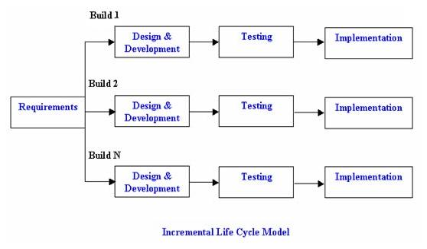 Build 1
Design &
Development
Testing
Implementation
Build 2
Requirements
Design &
Development
Testing
Implementation
Build N
Design &
Development
Testing
Implementation
Incremental Life Cycle Model